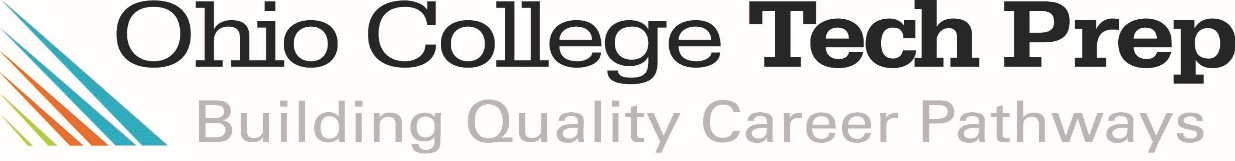 Ohio College Tech Prep
Building Quality Career Pathways